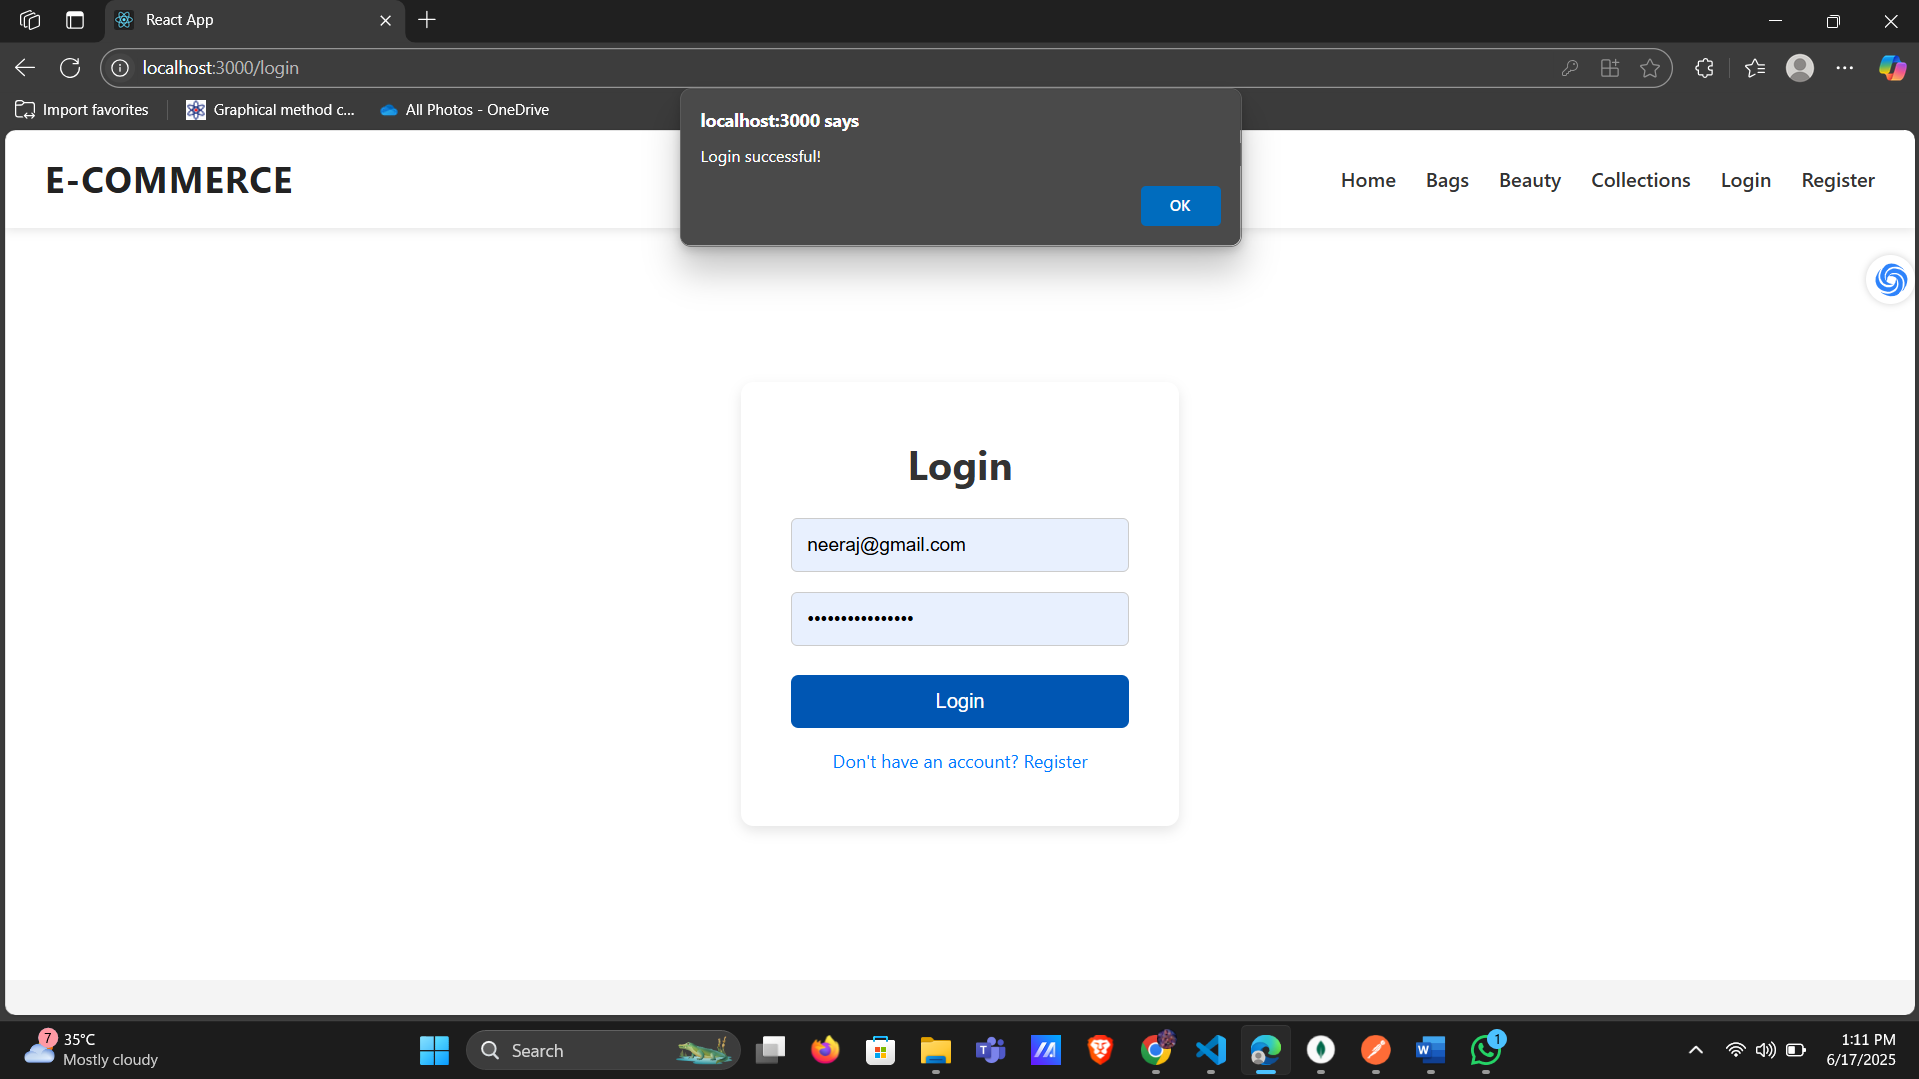 React App
localhost:3000/login
Import favorites
Graphical method c...
All Photos - OneDrive
localhost:3000 says
Login successful!
OK
E-COMMERCE
Home
Bags
Beauty
Collections
Login
Register
Login
neeraj@gmail.com
••••••••••••••••
Login
Don't have an account? Register
7
35°C
Mostly cloudy
Search
1
1:11 PM
6/17/2025